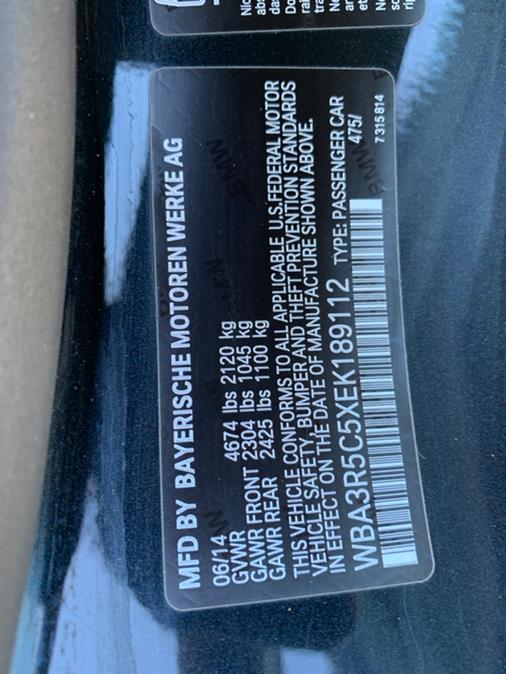 MFD BY BAYERISCHE MOTOREN WERKE AG
06/14
GVWR 4674 lbs 2120 kg
GAWR FRONT 2304 lbs 1045 kg
GAWR REAR 2425 lbs 1100 kg
THIS VEHICLE CONFORMS TO ALL APPLICABLE U.S.FEDERAL MOTOR
VEHICLE SAFETY, BUMPER AND THEFT PREVENTION STANDARDS
IN EFFECT ON THE DATE OF MANUFACTURE SHOWN ABOVE.
WBA3R5C5XEK189112 TYPE: PASSENGER CAR
475/
7 315 814